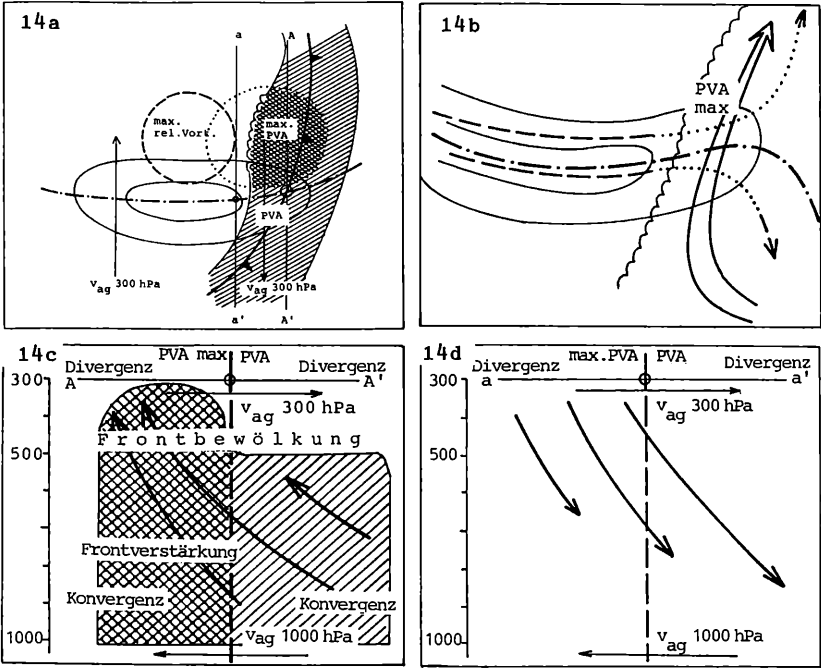 14a
a
A
max.
rel.Vort.
max.
PVA
PVA
v ag 300 hPa
v ag 300 hPa
a'
A'
14b
PVA
max
14c
PVA max
PVA
Divergenz
Divergenz
300
A
A'
v ag 300 hPa
Frontbewölkung
500
Frontverstärkung
Konvergenz
Konvergenz
v ag 1000 hPa
1000
14d
max.PVA
PVA
Divergenz
Divergenz
300
a
a'
v ag 300 hPa
500
v ag 1000 hPa
1000